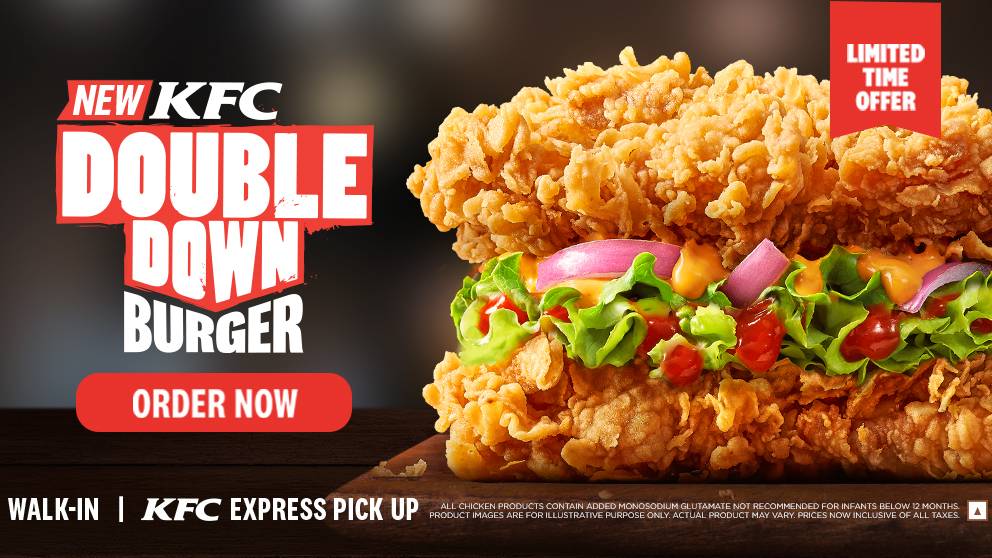 LIMITED
TIME
OFFER
NEW KFC
DOUBLE
DOWN
BURGER
ORDER NOW
WALK-IN | KFC EXPRESS PICK UP
ALL CHICKEN PRODUCTS CONTAIN ADDED MONOSODIUM GLUTAMATE NOT RECOMMENDED FOR INFANTS BELOW 12 MONTHS.
PRODUCT IMAGES ARE FOR ILLUSTRATIVE PURPOSE ONLY. ACTUAL PRODUCT MAY VARY. PRICES NOW INCLUSIVE OF ALL TAXES.